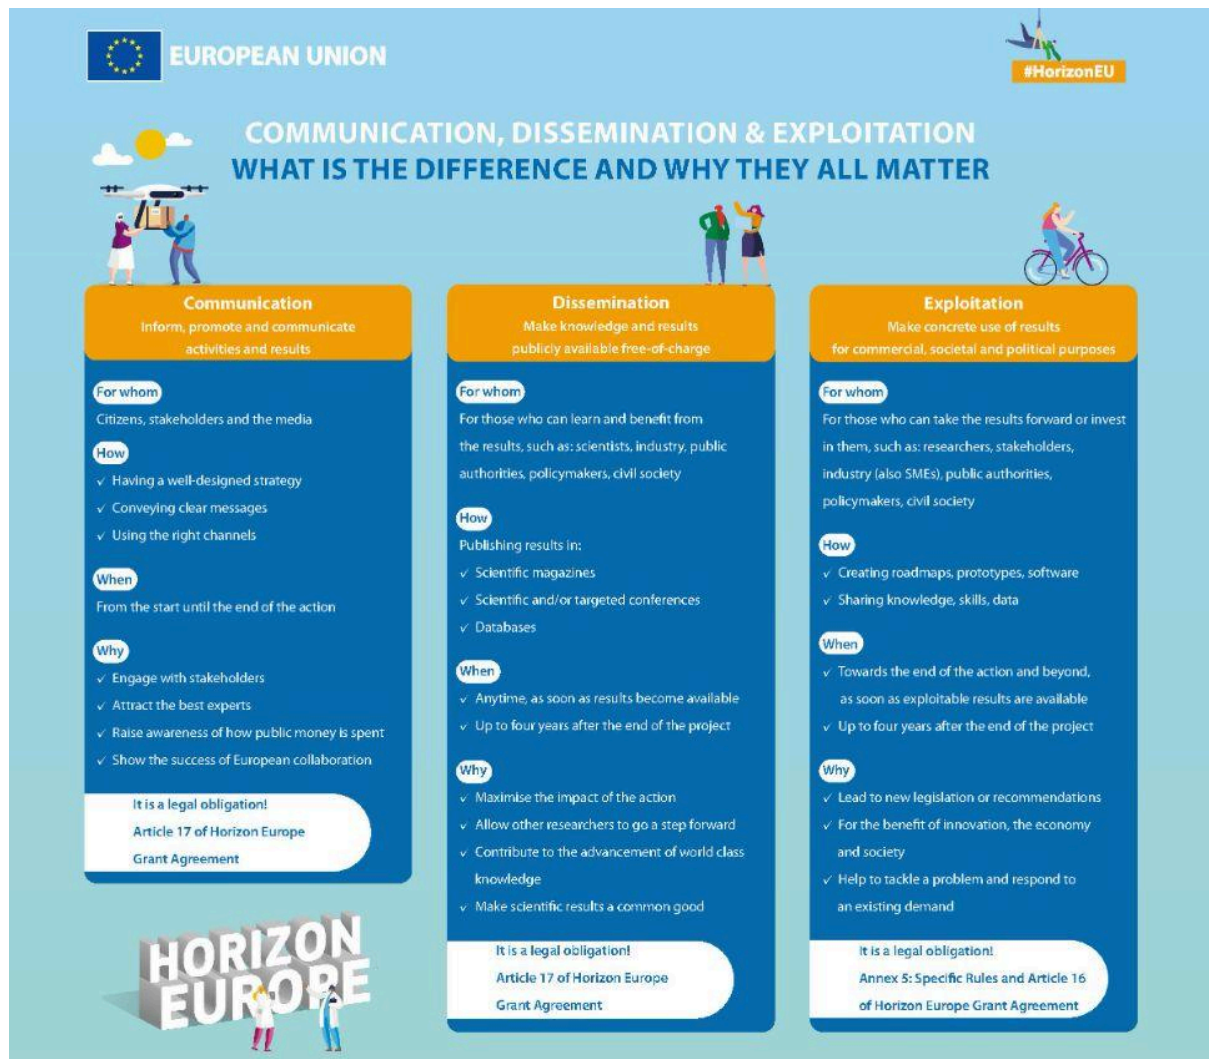 EUROPEAN UNION
#HorizonEU
COMMUNICATION, DISSEMINATION & EXPLOITATION
WHAT IS THE DIFFERENCE AND WHY THEY ALL MATTER
Communication
Inform, promote and communicate
activities and results
For whom
Citizens, stakeholders and the media
How
✓ Having a well-designed strategy
✓ Conveying clear messages
✓ Using the right channels
When
From the start until the end of the action
Why
✓ Engage with stakeholders
✓ Attract the best experts
✓ Raise awareness of how public money is spent
✓ Show the success of European collaboration
It is a legal obligation!
Article 17 of Horizon Europe
Grant Agreement
HORIZON
EUROPE
Dissemination
Make knowledge and results
publicly available free-of-charge
For whom
For those who can learn and benefit from
the results, such as: scientists, industry, public
authorities, policymakers, civil society
How
Publishing results in:
✓ Scientific magazines
✓ Scientific and/or targeted conferences
✓ Databases
When
✓ Anytime, as soon as results become available
✓ Up to four years after the end of the project
Why
✓ Maximise the impact of the action
✓ Allow other researchers to go a step forward
✓ Contribute to the advancement of world class
knowledge
✓ Make scientific results a common good
It is a legal obligation!
Article 17 of Horizon Europe
Grant Agreement
Exploitation
Make concrete use of results
for commercial, societal and political purposes
For whom
For those who can take the results forward or invest
in them, such as: researchers, stakeholders,
industry (also SMEs), public authorities,
policymakers, civil society
How
✓ Creating roadmaps, prototypes, software
✓ Sharing knowledge, skills, data
When
✓ Towards the end of the action and beyond,
as soon as exploitable results are available
✓ Up to four years after the end of the project
Why
✓ Lead to new legislation or recommendations
✓ For the benefit of innovation, the economy
and society
✓ Help to tackle a problem and respond to
an existing demand
It is a legal obligation!
Annex 5: Specific Rules and Article 16
of Horizon Europe Grant Agreement